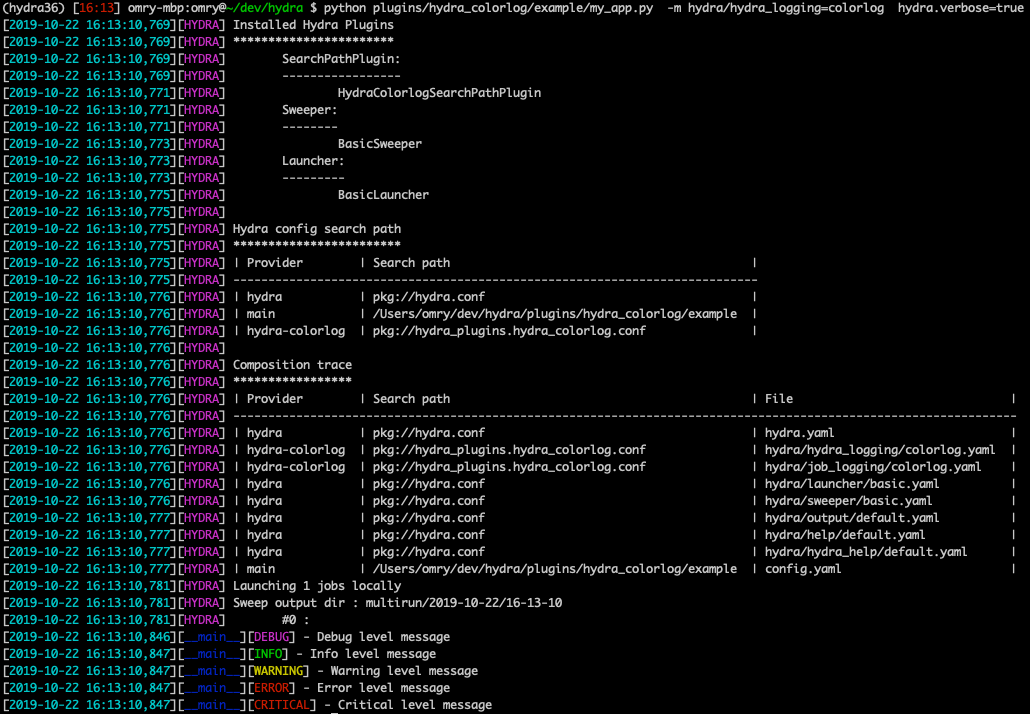 (hydra36) [16:13] omry-mbp:omry@~/dev/hydra $ python plugins/hydra_colorlog/example/my_app.py  -m hydra/hydra_logging=colorlog  hydra.verbose=true
[2019-10-22 16:13:10,769][HYDRA] Installed Hydra Plugins
[2019-10-22 16:13:10,769][HYDRA] ***********************
[2019-10-22 16:13:10,769][HYDRA]        SearchPathPlugin:
[2019-10-22 16:13:10,769][HYDRA]        -----------------
[2019-10-22 16:13:10,771][HYDRA]                HydraColorlogSearchPathPlugin
[2019-10-22 16:13:10,771][HYDRA]        Sweeper:
[2019-10-22 16:13:10,771][HYDRA]        --------
[2019-10-22 16:13:10,773][HYDRA]                BasicSweeper
[2019-10-22 16:13:10,773][HYDRA]        Launcher:
[2019-10-22 16:13:10,773][HYDRA]        ---------
[2019-10-22 16:13:10,775][HYDRA]                BasicLauncher
[2019-10-22 16:13:10,775][HYDRA]
[2019-10-22 16:13:10,775][HYDRA] Hydra config search path
[2019-10-22 16:13:10,775][HYDRA] ************************
[2019-10-22 16:13:10,775][HYDRA] | Provider        | Search path                                           |
[2019-10-22 16:13:10,775][HYDRA] ---------------------------------------------------------------------------
[2019-10-22 16:13:10,776][HYDRA] | hydra           | pkg://hydra.conf                                      |
[2019-10-22 16:13:10,776][HYDRA] | main            | /Users/omry/dev/hydra/plugins/hydra_colorlog/example  |
[2019-10-22 16:13:10,776][HYDRA] | hydra-colorlog  | pkg://hydra_plugins.hydra_colorlog.conf               |
[2019-10-22 16:13:10,776][HYDRA]
[2019-10-22 16:13:10,776][HYDRA] Composition trace
[2019-10-22 16:13:10,776][HYDRA] *****************
[2019-10-22 16:13:10,776][HYDRA] | Provider        | Search path                                           | File                               |
[2019-10-22 16:13:10,776][HYDRA] ----------------------------------------------------------------------------------------------------------------
[2019-10-22 16:13:10,776][HYDRA] | hydra           | pkg://hydra.conf                                      | hydra.yaml                         |
[2019-10-22 16:13:10,776][HYDRA] | hydra-colorlog  | pkg://hydra_plugins.hydra_colorlog.conf               | hydra/hydra_logging/colorlog.yaml  |
[2019-10-22 16:13:10,776][HYDRA] | hydra-colorlog  | pkg://hydra_plugins.hydra_colorlog.conf               | hydra/job_logging/colorlog.yaml    |
[2019-10-22 16:13:10,776][HYDRA] | hydra           | pkg://hydra.conf                                      | hydra/launcher/basic.yaml          |
[2019-10-22 16:13:10,776][HYDRA] | hydra           | pkg://hydra.conf                                      | hydra/sweeper/basic.yaml           |
[2019-10-22 16:13:10,777][HYDRA] | hydra           | pkg://hydra.conf                                      | hydra/output/default.yaml          |
[2019-10-22 16:13:10,777][HYDRA] | hydra           | pkg://hydra.conf                                      | hydra/help/default.yaml            |
[2019-10-22 16:13:10,777][HYDRA] | hydra           | pkg://hydra.conf                                      | hydra/hydra_help/default.yaml      |
[2019-10-22 16:13:10,777][HYDRA] | main            | /Users/omry/dev/hydra/plugins/hydra_colorlog/example  | config.yaml                        |
[2019-10-22 16:13:10,781][HYDRA] Launching 1 jobs locally
[2019-10-22 16:13:10,781][HYDRA] Sweep output dir : multirun/2019-10-22/16-13-10
[2019-10-22 16:13:10,781][HYDRA]        #0 :
[2019-10-22 16:13:10,846][__main__][DEBUG] - Debug level message
[2019-10-22 16:13:10,847][__main__][INFO] - Info level message
[2019-10-22 16:13:10,847][__main__][WARNING] - Warning level message
[2019-10-22 16:13:10,847][__main__][ERROR] - Error level message
[2019-10-22 16:13:10,847][__main__][CRITICAL] - Critical level message